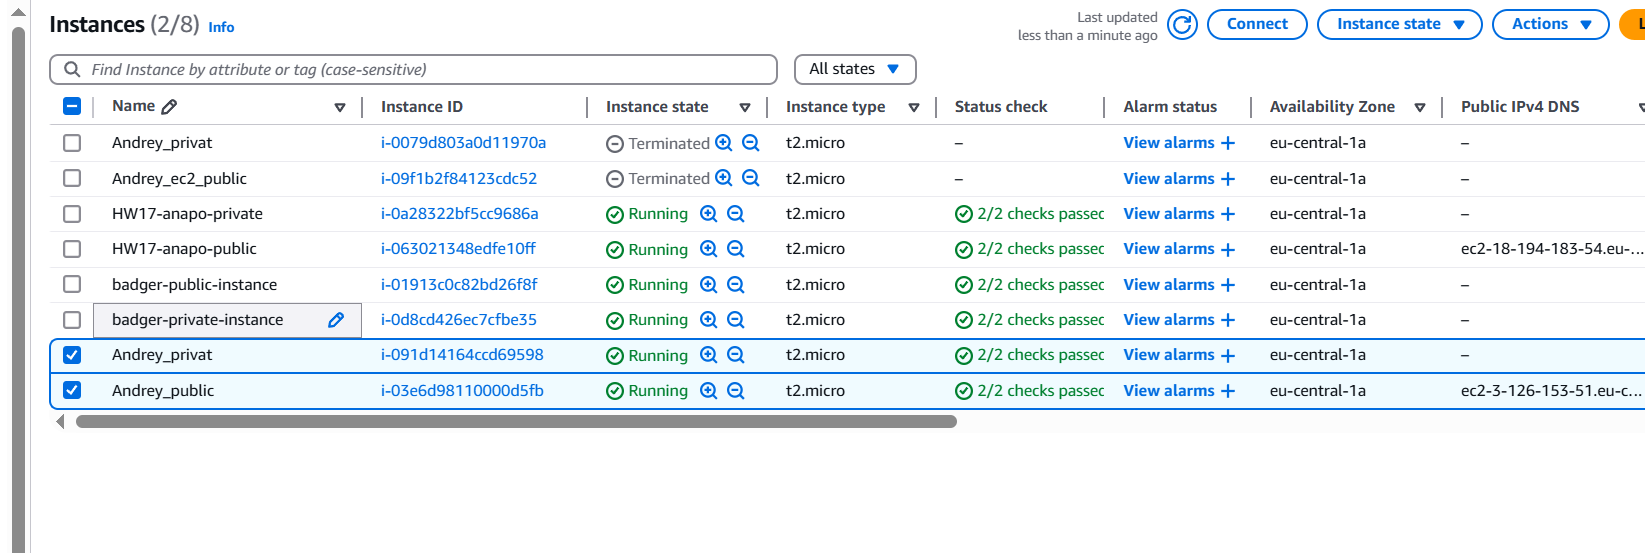 Instances (2/8) Info
Last updated
less than a minute ago
Connect
Instance state
Actions
Find Instance by attribute or tag (case-sensitive)
All states
Name Instance ID Instance state Instance type Status check Alarm status Availability Zone Public IPv4 DNS
Andrey_privat i-0079d803a0d11970a Terminated t2.micro – View alarms + eu-central-1a –
Andrey_ec2_public i-09f1b2f84123cdc52 Terminated t2.micro – View alarms + eu-central-1a –
HW17-anapo-private i-0a28322bf5cc9686a Running t2.micro 2/2 checks passed View alarms + eu-central-1a –
HW17-anapo-public i-063021348edfe10ff Running t2.micro 2/2 checks passed View alarms + eu-central-1a ec2-18-194-183-54.eu-...
badger-public-instance i-01913c0c82bd26f8f Running t2.micro 2/2 checks passed View alarms + eu-central-1a –
badger-private-instance i-0d8cd426ec7cfbe35 Running t2.micro 2/2 checks passed View alarms + eu-central-1a –
Andrey_privat i-091d14164ccd69598 Running t2.micro 2/2 checks passed View alarms + eu-central-1a –
Andrey_public i-03e6d98110000d5fb Running t2.micro 2/2 checks passed View alarms + eu-central-1a ec2-3-126-153-51.eu-c...